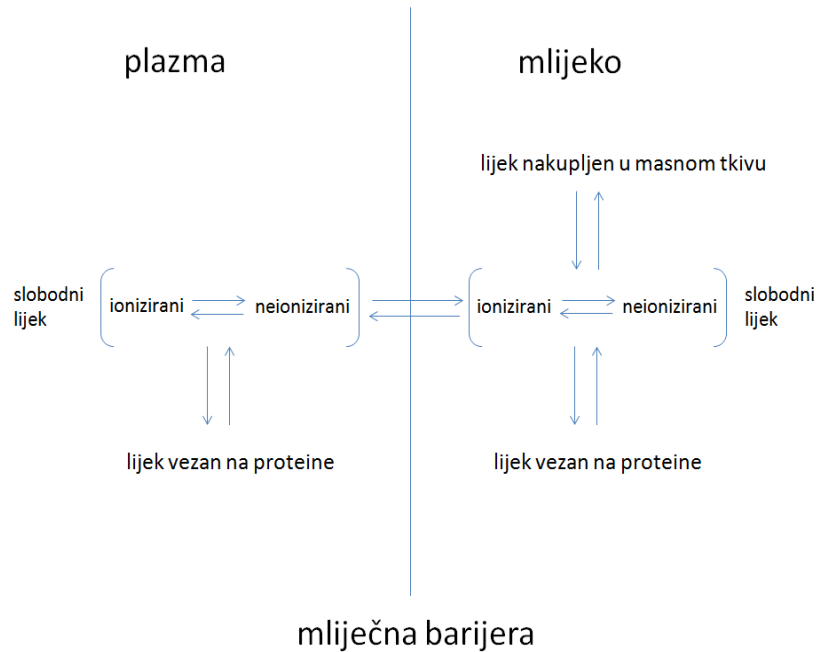 plazma
mlijeko
lijek nakupljen u masnom tkivu
slobodni
lijek
ionizirani
neionizirani
ionizirani
neionizirani
slobodni
lijek
lijek vezan na proteine
lijek vezan na proteine
mliječna barijera